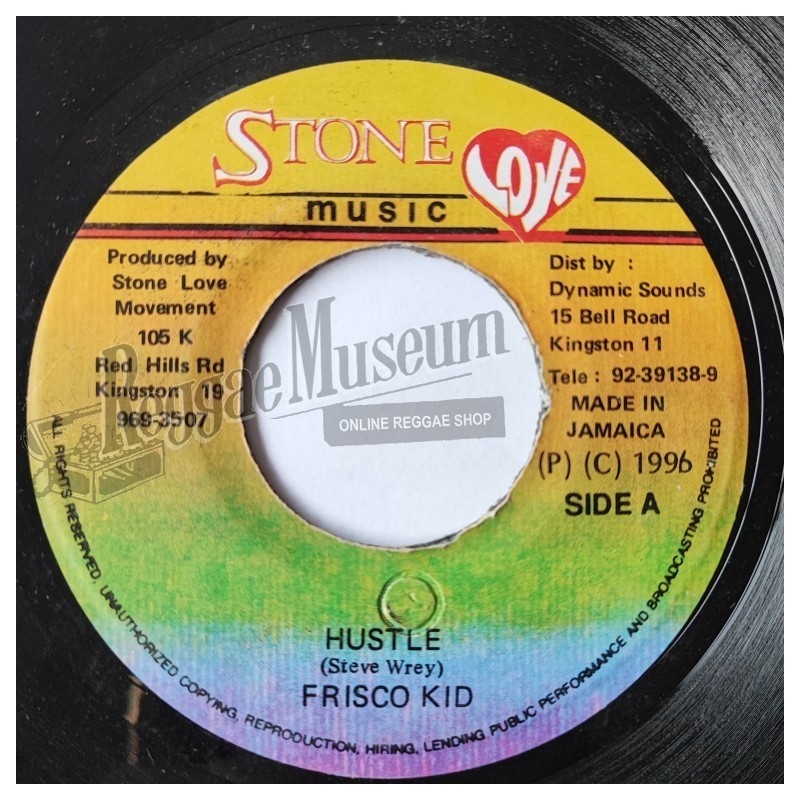 STONE LOVE
music
Produced by
Stone Love
Movement
105 K
Red Hills Rd
Kingston 19
969-3507
Dist by :
Dynamic Sounds
15 Bell Road
Kingston 11
Tele : 92-39138-9
MADE IN
JAMAICA
(P) (C) 1996
SIDE A
Reggae Museum
ONLINE REGGAE SHOP
HUSTLE
(Steve Wrey)
FRISCO KID
ALL RIGHTS RESERVED, UNAUTHORIZED COPYING, REPRODUCTION, HIRING, LENDING PUBLIC PERFORMANCE AND BROADCASTING PROHIBITED